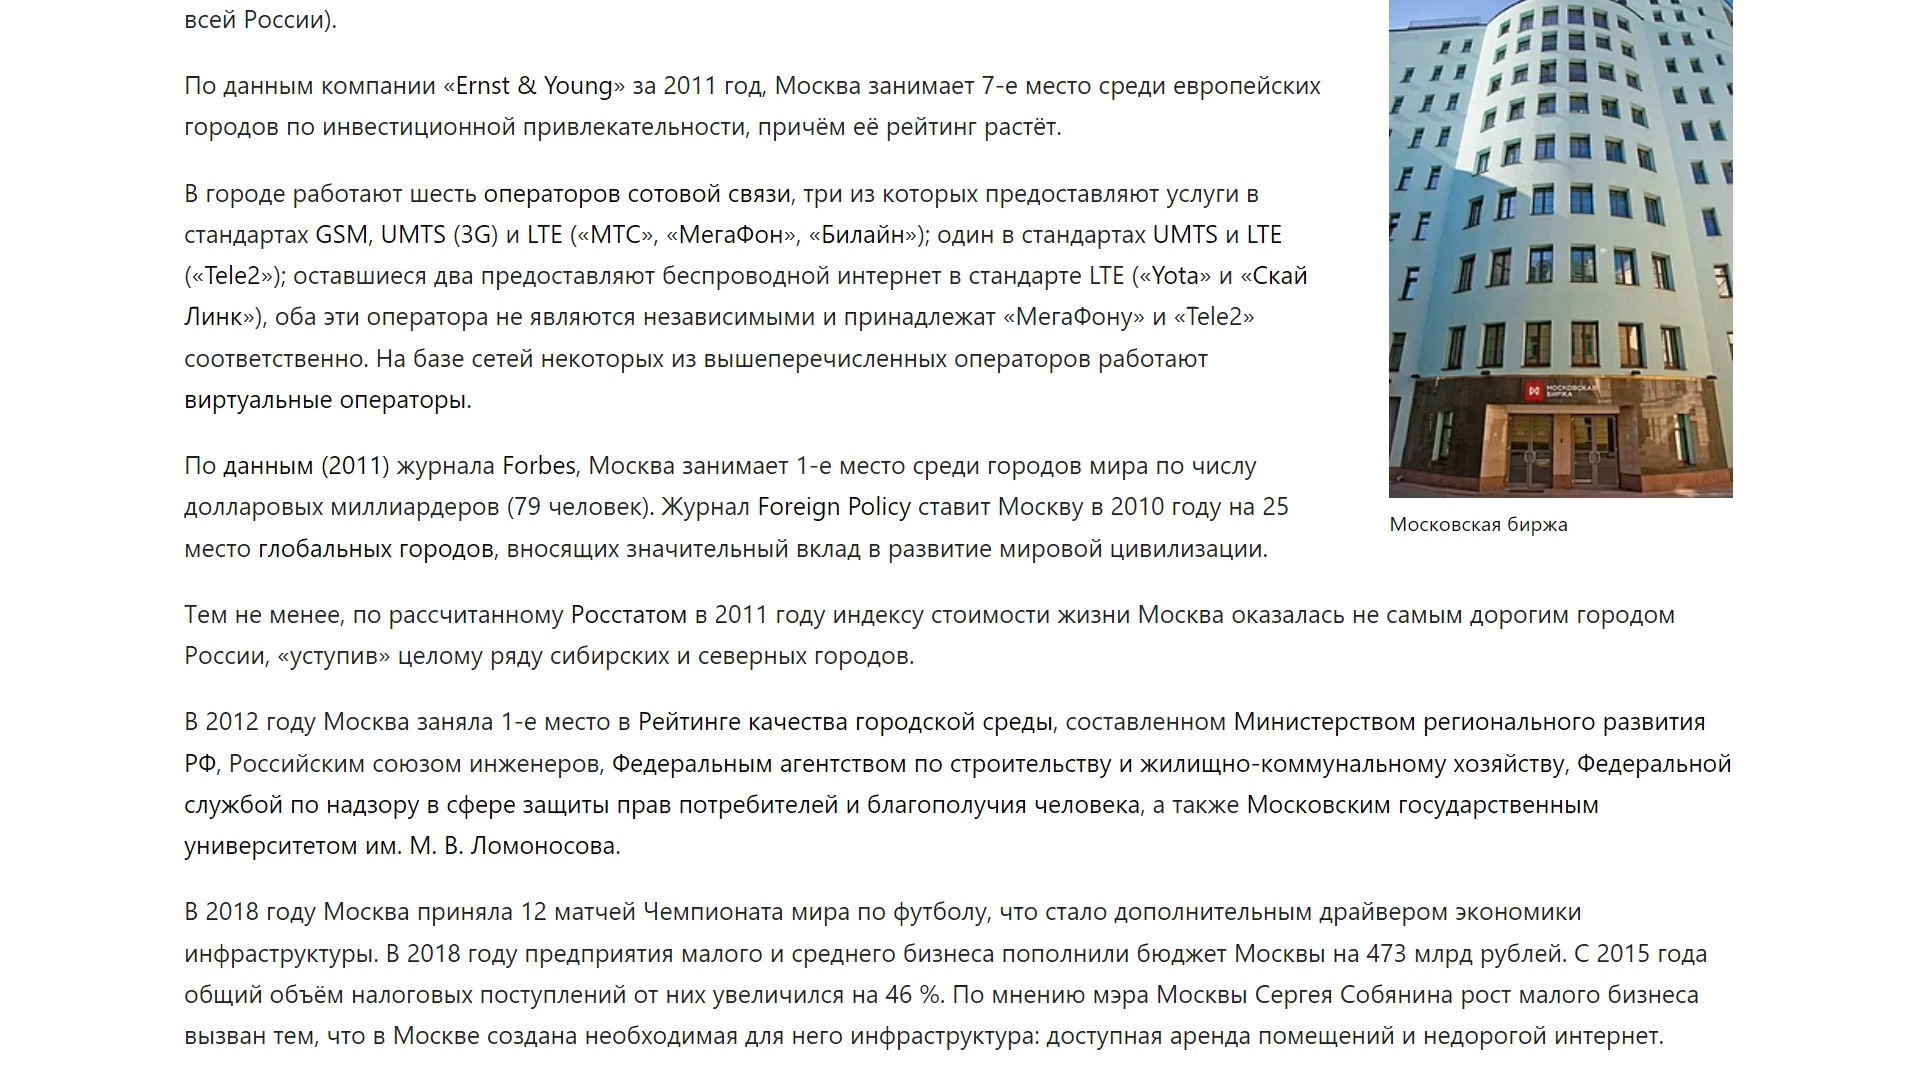 всей России).
По данным компании «Ernst & Young» за 2011 год, Москва занимает 7-е место среди европейских
городов по инвестиционной привлекательности, причём её рейтинг растёт.
В городе работают шесть операторов сотовой связи, три из которых предоставляют услуги в
стандартах GSM, UMTS (3G) и LTE («МТС», «МегаФон», «Билайн»); один в стандартах UMTS и LTE
(«Tele2»); оставшиеся два предоставляют беспроводной интернет в стандарте LTE («Yota» и «Скай
Линк»), оба эти оператора не являются независимыми и принадлежат «МегаФону» и «Tele2»
соответственно. На базе сетей некоторых из вышеперечисленных операторов работают
виртуальные операторы.
По данным (2011) журнала Forbes, Москва занимает 1-е место среди городов мира по числу
долларовых миллиардеров (79 человек). Журнал Foreign Policy ставит Москву в 2010 году на 25
место глобальных городов, вносящих значительный вклад в развитие мировой цивилизации.
МОСКОВСКАЯ
БИРЖА
Московская биржа
Тем не менее, по рассчитанному Росстатом в 2011 году индексу стоимости жизни Москва оказалась не самым дорогим городом
России, «уступив» целому ряду сибирских и северных городов.
В 2012 году Москва заняла 1-е место в Рейтинге качества городской среды, составленном Министерством регионального развития
РФ, Российским союзом инженеров, Федеральным агентством по строительству и жилищно-коммунальному хозяйству, Федеральной
службой по надзору в сфере защиты прав потребителей и благополучия человека, а также Московским государственным
университетом им. М. В. Ломоносова.
В 2018 году Москва приняла 12 матчей Чемпионата мира по футболу, что стало дополнительным драйвером экономики
инфраструктуры. В 2018 году предприятия малого и среднего бизнеса пополнили бюджет Москвы на 473 млрд рублей. С 2015 года
общий объём налоговых поступлений от них увеличился на 46 %. По мнению мэра Москвы Сергея Собянина рост малого бизнеса
вызван тем, что в Москве создана необходимая для него инфраструктура: доступная аренда помещений и недорогой интернет.